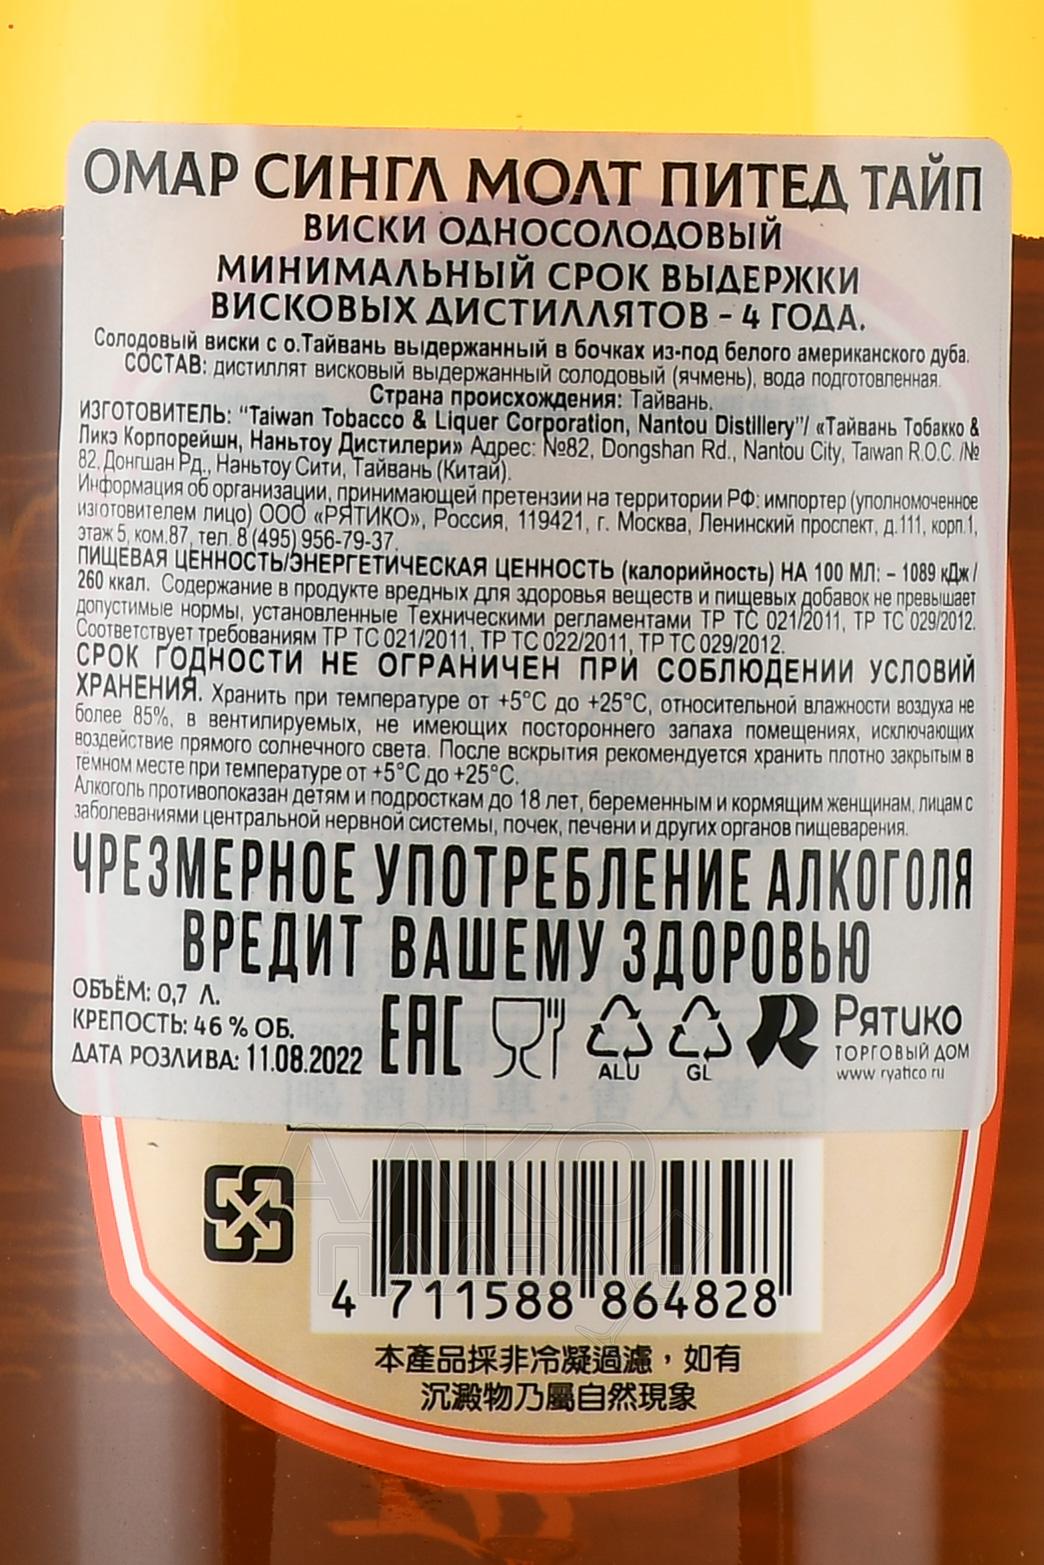 ОМАР СИНГЛ МОЛТ ПИТЕД ТАЙП
ВИСКИ ОДНОСОЛОДОВЫЙ
МИНИМАЛЬНЫЙ СРОК ВЫДЕРЖКИ
ВИСКОВЫХ ДИСТИЛЛЯТОВ - 4 ГОДА.
Солодовый виски с о.Тайвань выдержанный в бочках из-под белого американского дуба.
СОСТАВ: дистиллят висковый выдержанный солодовый (ячмень), вода подготовленная.
Страна происхождения: Тайвань.
ИЗГОТОВИТЕЛЬ: “Taiwan Tobacco & Liquer Corporation, Nantou Distillery”/ «Тайвань Тобакко &
Ликэ Корпорейшн, Наньтоу Дистилери» Адрес: №82, Dongshan Rd., Nantou City, Taiwan R.O.C. /№
82, Донгшан Рд., Наньтоу Сити, Тайвань (Китай).
Информация об организации, принимающей претензии на территории РФ: импортер (уполномоченное
изготовителем лицо) ООО «РЯТИКО», Россия, 119421, г. Москва, Ленинский проспект, д.111, корп.1,
этаж 5, ком.87, тел. 8 (495) 956-79-37.
ПИЩЕВАЯ ЦЕННОСТЬ/ЭНЕРГЕТИЧЕСКАЯ ЦЕННОСТЬ (калорийность) НА 100 МЛ: – 1089 кДж /
260 ккал. Содержание в продукте вредных для здоровья веществ и пищевых добавок не превышает
допустимые нормы, установленные Техническими регламентами ТР ТС 021/2011, ТР ТС 029/2012.
Соответствует требованиям ТР ТС 021/2011, ТР ТС 022/2011, ТР ТС 029/2012.
СРОК ГОДНОСТИ НЕ ОГРАНИЧЕН ПРИ СОБЛЮДЕНИИ УСЛОВИЙ
ХРАНЕНИЯ. Хранить при температуре от +5°С до +25°С, относительной влажности воздуха не
более 85%, в вентилируемых, не имеющих постороннего запаха помещениях, исключающих
воздействие прямого солнечного света. После вскрытия рекомендуется хранить плотно закрытым в
тёмном месте при температуре от +5°С до +25°С.
Алкоголь противопоказан детям и подросткам до 18 лет, беременным и кормящим женщинам, лицам с
заболеваниями центральной нервной системы, почек, печени и других органов пищеварения.
ЧРЕЗМЕРНОЕ УПОТРЕБЛЕНИЕ АЛКОГОЛЯ
ВРЕДИТ ВАШЕМУ ЗДОРОВЬЮ
ОБЪЁМ: 0,7 Л.
КРЕПОСТЬ: 46 % ОБ.
ДАТА РОЗЛИВА: 11.08.2022
EAC
ALU
GL
Рятико
ТОРГОВЫЙ ДОМ
www ryatico ru
4 711588 864828
本產品採非冷凝過濾，如有
沉澱物乃屬自然現象